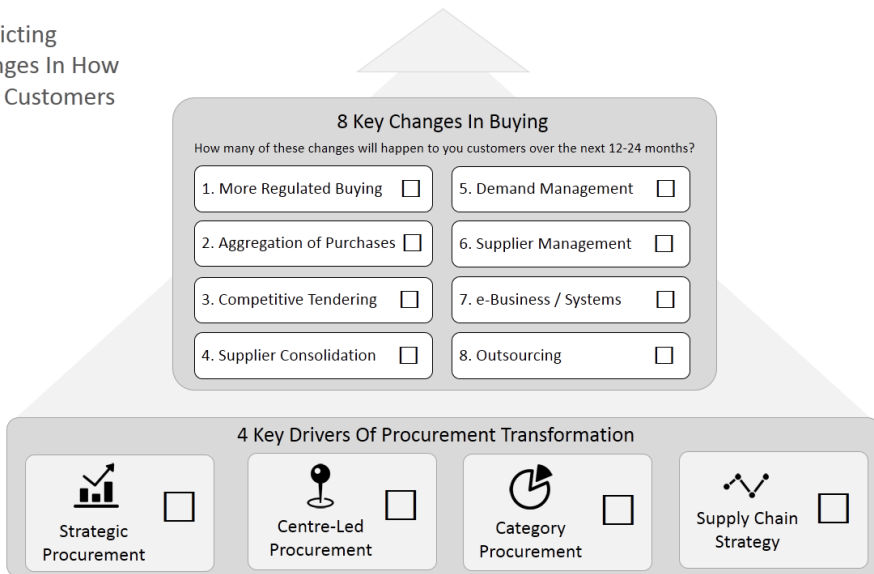 icting
nges In How
Customers
8 Key Changes In Buying
How many of these changes will happen to you customers over the next 12-24 months?
1. More Regulated Buying
2. Aggregation of Purchases
3. Competitive Tendering
4. Supplier Consolidation
5. Demand Management
6. Supplier Management
7. e-Business / Systems
8. Outsourcing
4 Key Drivers Of Procurement Transformation
Strategic
Procurement
Centre-Led
Procurement
Category
Procurement
Supply Chain
Strategy